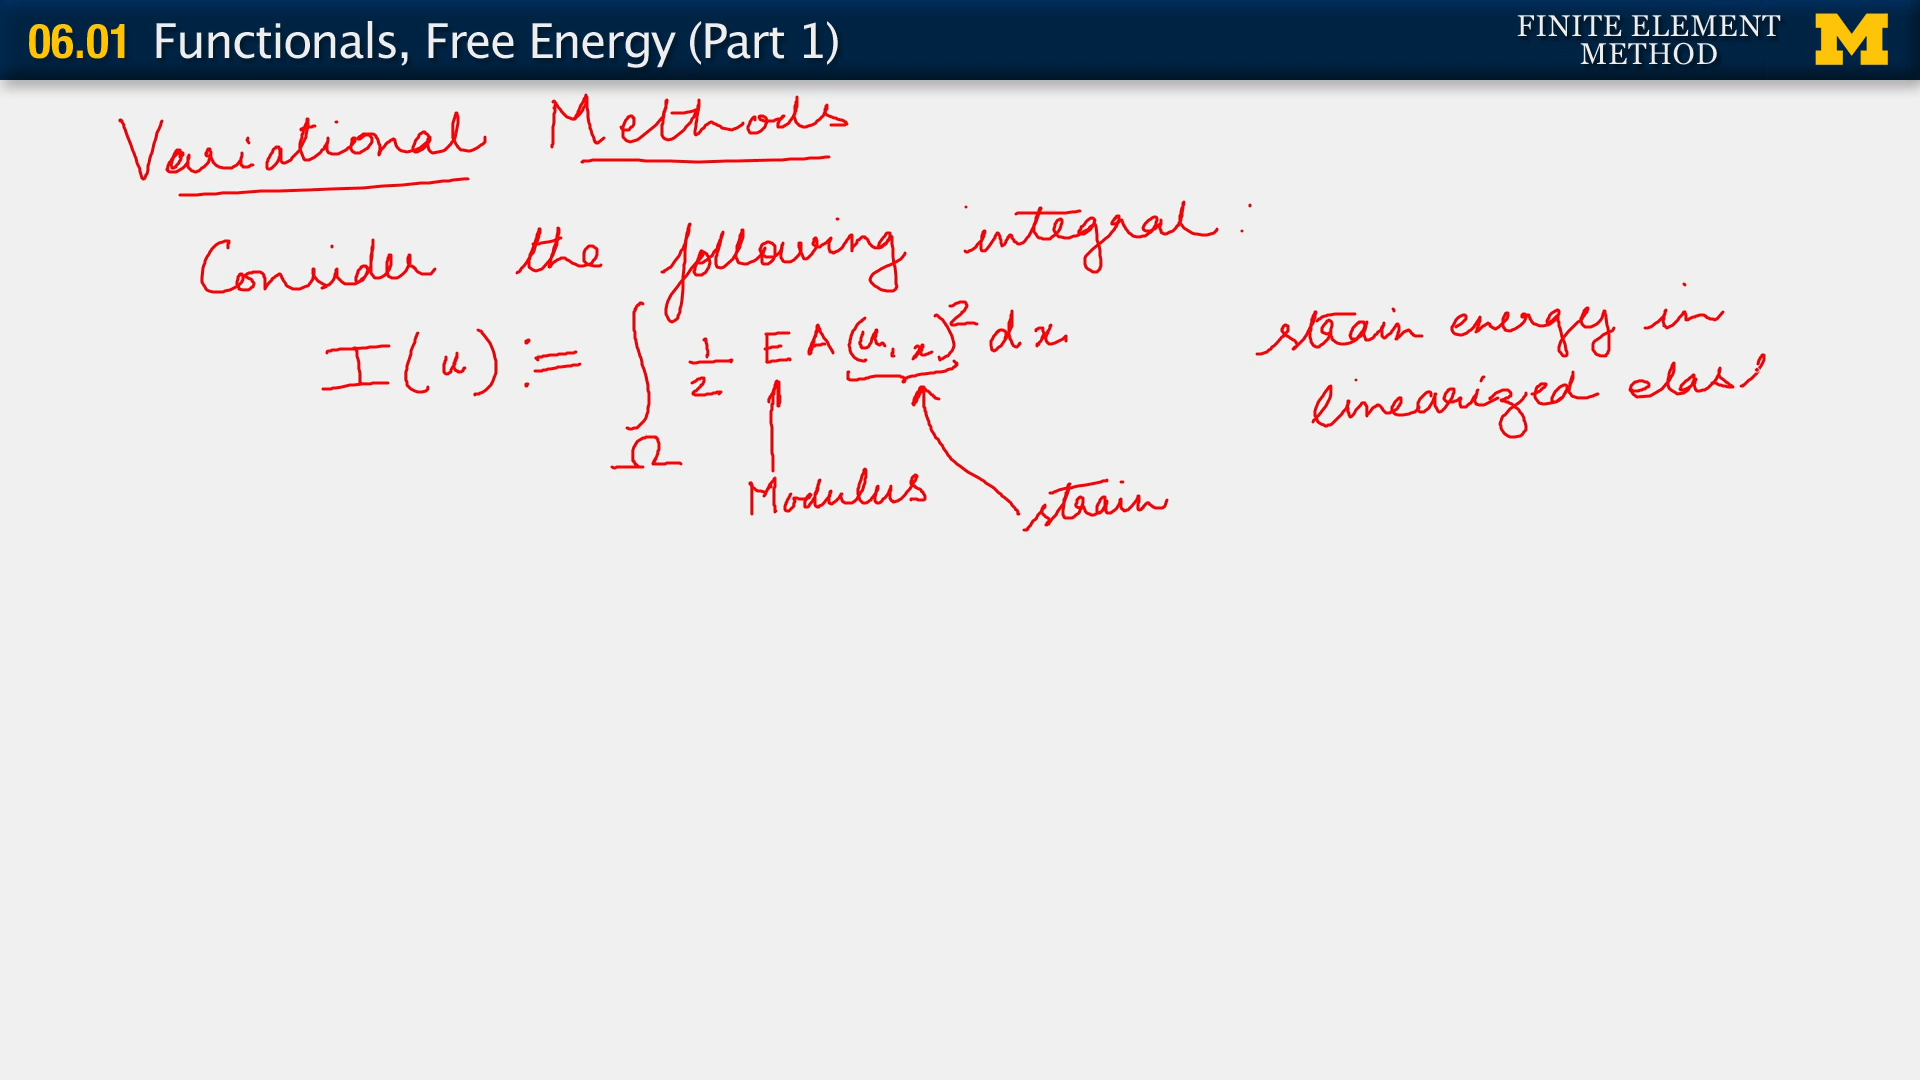 06.01 Functionals, Free Energy (Part 1)
FINITE ELEMENT
METHOD
M
Variational Methods
Consider the following integral:
I(u) := ∫_Ω 1/2 E A (u,x)² dx
strain energy in
linearized elas
Modulus
strain